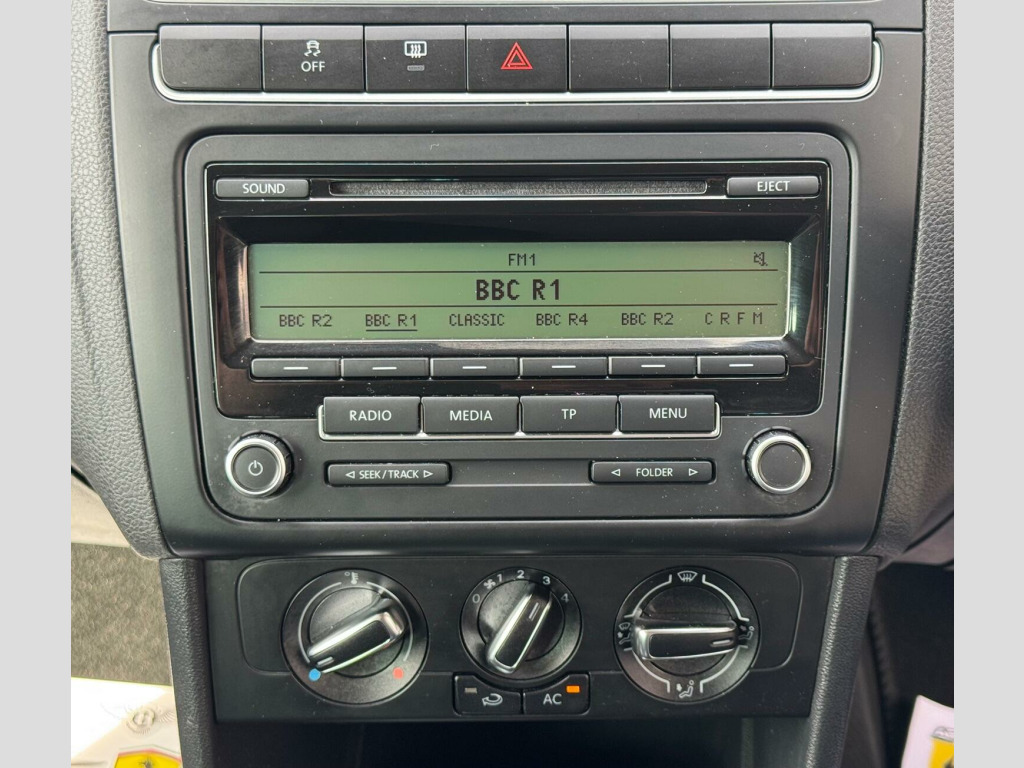 OFF
SOUND EJECT
FM1
BBC R1
BBC R2 BBC R1 CLASSIC BBC R4 BBC R2 C R F M
RADIO MEDIA TP MENU
SEEK/TRACK FOLDER
0 1 2 3 4
AC